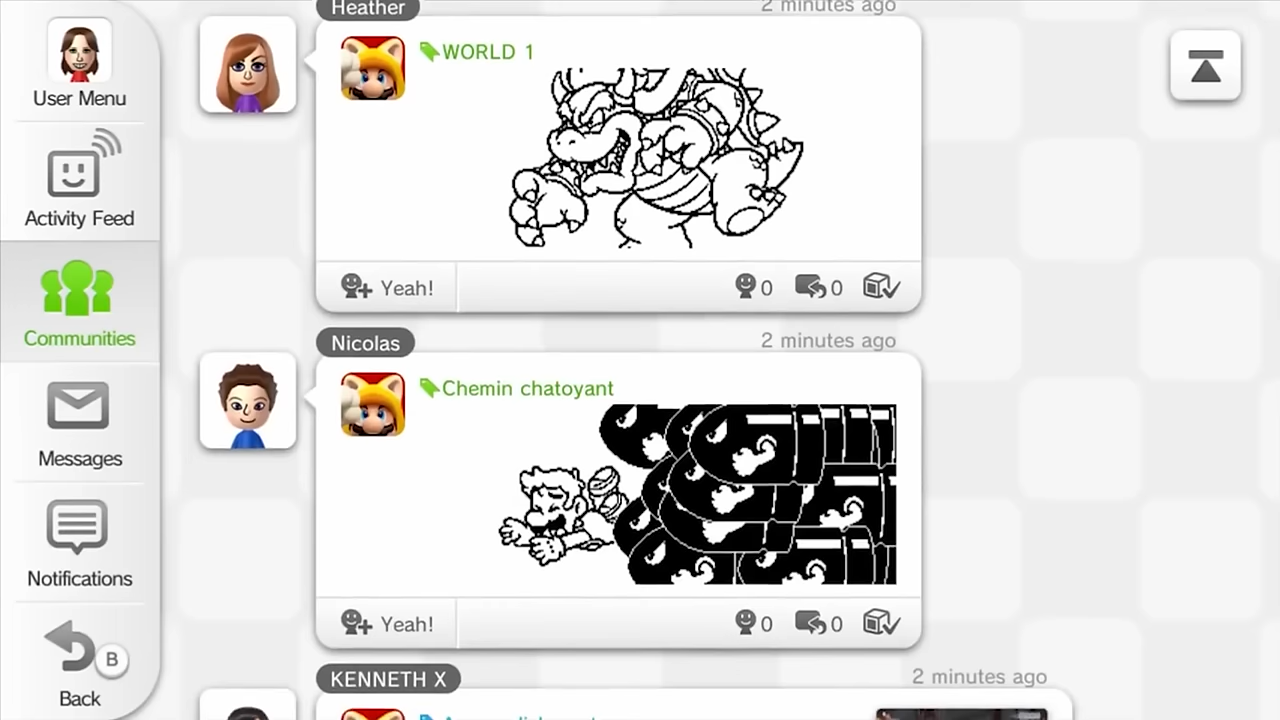 User Menu
Activity Feed
Communities
Messages
Notifications
B
Back
Heather
2 minutes ago
WORLD 1
Yeah!
0
0
Nicolas
2 minutes ago
Chemin chatoyant
Yeah!
0
0
KENNETH X
2 minutes ago